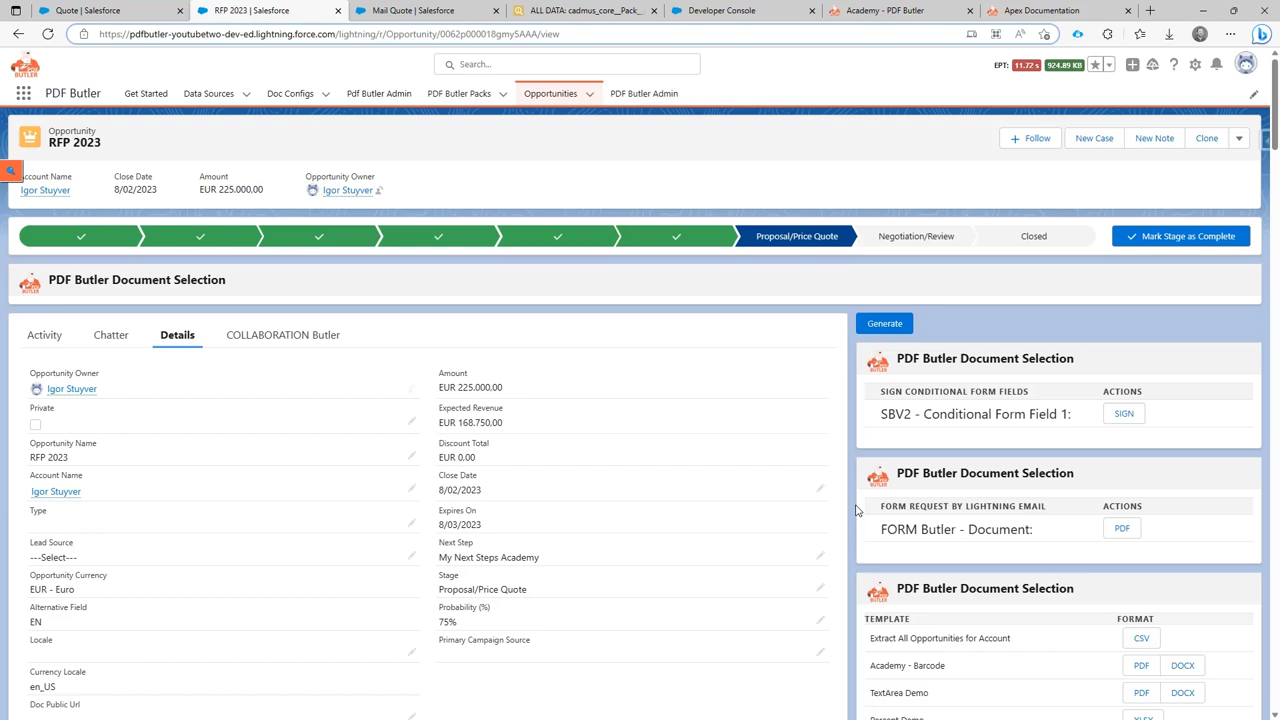 Quote | Salesforce
RFP 2023 | Salesforce
Mail Quote | Salesforce
ALL DATA: cadmus_core__Pack_
Developer Console
Academy - PDF Butler
Apex Documentation
https://pdfbutler-youtubetwo-dev-ed.lightning.force.com/lightning/r/Opportunity/0062p000018gmySAAA/view
PDF BUTLER
Search...
EPT: 11.72 s 924.89 KB
PDF Butler
Get Started
Data Sources
Doc Configs
Pdf Butler Admin
PDF Butler Packs
Opportunities
PDF Butler Admin
Opportunity
RFP 2023
Follow
New Case
New Note
Clone
Account Name
Igor Stuyver
Close Date
8/02/2023
Amount
EUR 225.000,00
Opportunity Owner
Igor Stuyver
Proposal/Price Quote
Negotiation/Review
Closed
Mark Stage as Complete
PDF Butler Document Selection
Activity
Chatter
Details
COLLABORATION Butler
Opportunity Owner
Igor Stuyver
Private
Opportunity Name
RFP 2023
Account Name
Igor Stuyver
Type
Lead Source
---Select---
Opportunity Currency
EUR - Euro
Alternative Field
EN
Locale
Currency Locale
en_US
Doc Public Url
Amount
EUR 225.000,00
Expected Revenue
EUR 168.750,00
Discount Total
EUR 0,00
Close Date
8/02/2023
Expires On
8/03/2023
Next Step
My Next Steps Academy
Stage
Proposal/Price Quote
Probability (%)
75%
Primary Campaign Source
Generate
PDF Butler Document Selection
SIGN CONDITIONAL FORM FIELDS
ACTIONS
SBV2 - Conditional Form Field 1:
SIGN
PDF Butler Document Selection
FORM REQUEST BY LIGHTNING EMAIL
ACTIONS
FORM Butler - Document:
PDF
PDF Butler Document Selection
TEMPLATE
FORMAT
Extract All Opportunities for Account
CSV
Academy - Barcode
PDF
DOCX
TextArea Demo
PDF
DOCX
Percent Demo
XLSX